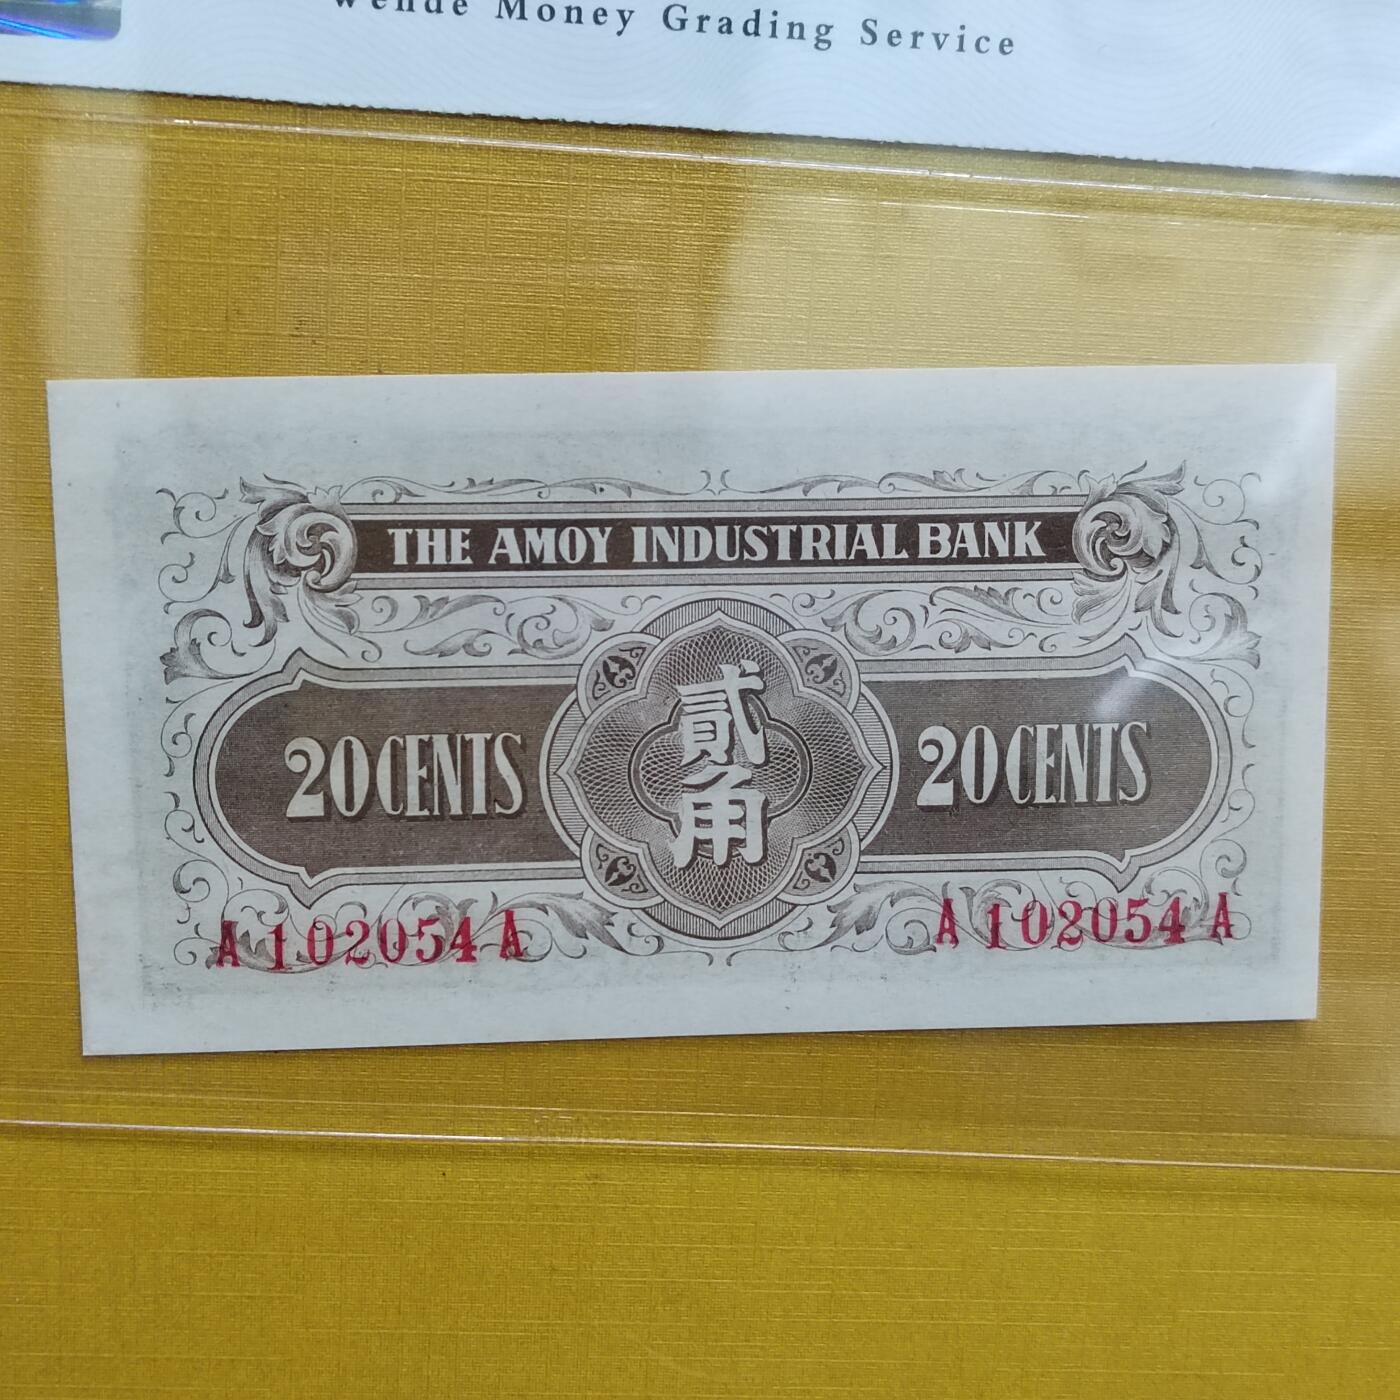 Wende Money Grading Service
THE AMOY INDUSTRIAL BANK
20 CENTS
貳角
20 CENTS
A 102054 A
A 102054 A